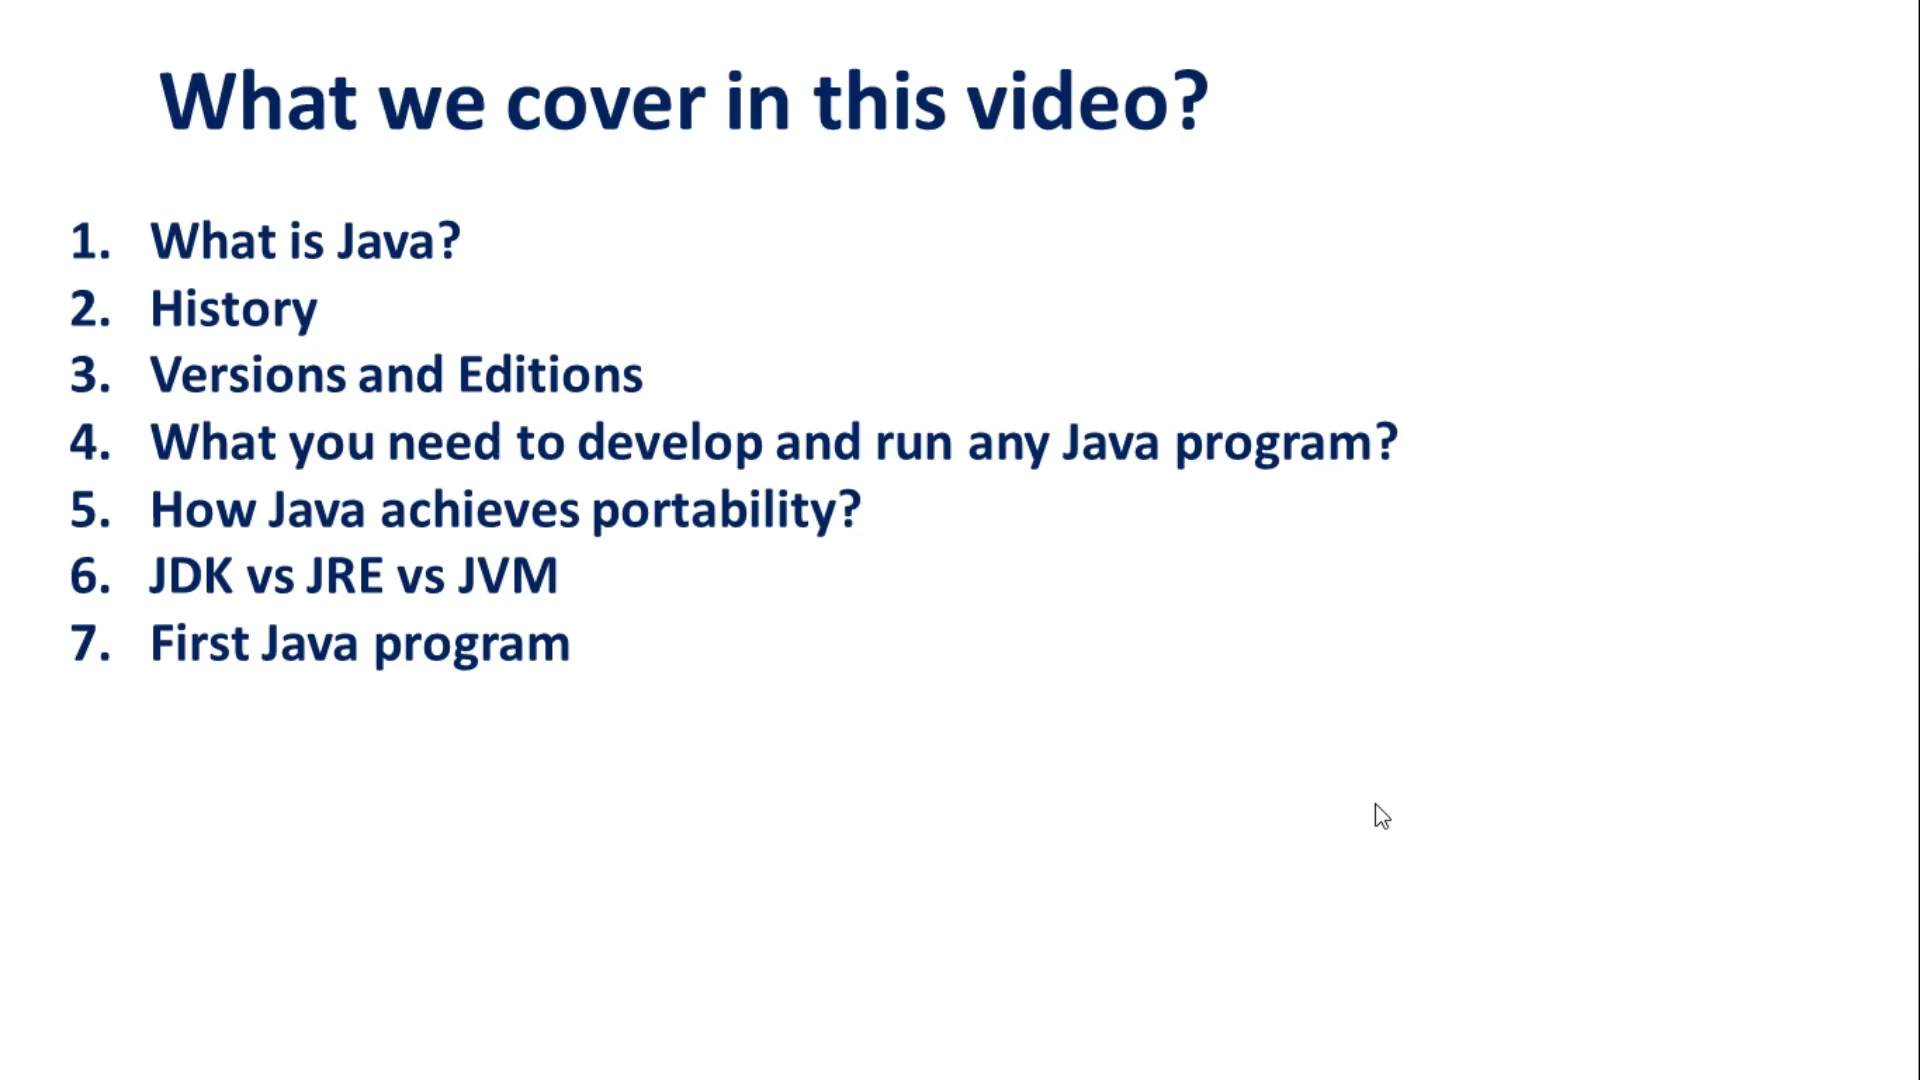 What we cover in this video?
1. What is Java?
2. History
3. Versions and Editions
4. What you need to develop and run any Java program?
5. How Java achieves portability?
6. JDK vs JRE vs JVM
7. First Java program